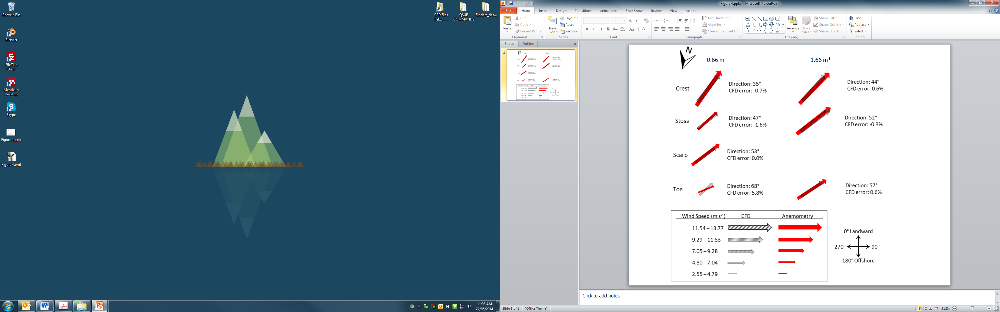 Recycle Bin
Blender
FileZilla
Client
Mendeley
Desktop
Skype
Figure 4.pptx
Figure 4.emf
CFD files
Feb14 ...
QSUB
COMMANDS
flinders_des...
11:08 AM
22/05/2014
Figure 4.pptx - Microsoft PowerPoint
File Home Insert Design Transitions Animations Slide Show Review View Acrobat
Paste
Cut
Copy
Format Painter
Clipboard
New
Slide
Layout
Reset
Section
Slides
Font
Text Direction
Align Text
Convert to SmartArt
Paragraph
Arrange
Quick
Styles
Shape Fill
Shape Outline
Shape Effects
Drawing
Find
Replace
Select
Editing
Slides Outline
1
N
0.66 m 1.66 m*
Crest
Direction: 35°
CFD error: -0.7%
Direction: 44°
CFD error: 0.6%
Stoss
Direction: 47°
CFD error: -1.6%
Direction: 52°
CFD error: -0.3%
Scarp
Direction: 53°
CFD error: 0.0%
Toe
Direction: 68°
CFD error: 5.8%
Direction: 57°
CFD error: 0.6%
Wind Speed (m s-1) CFD Anemometry
11.54 – 13.77
9.29 – 11.53
7.05 – 9.28
4.80 – 7.04
2.55 – 4.79
0° Landward
270° 90°
180° Offshore
Click to add notes
Slide 1 of 1 "Office Theme" 112%